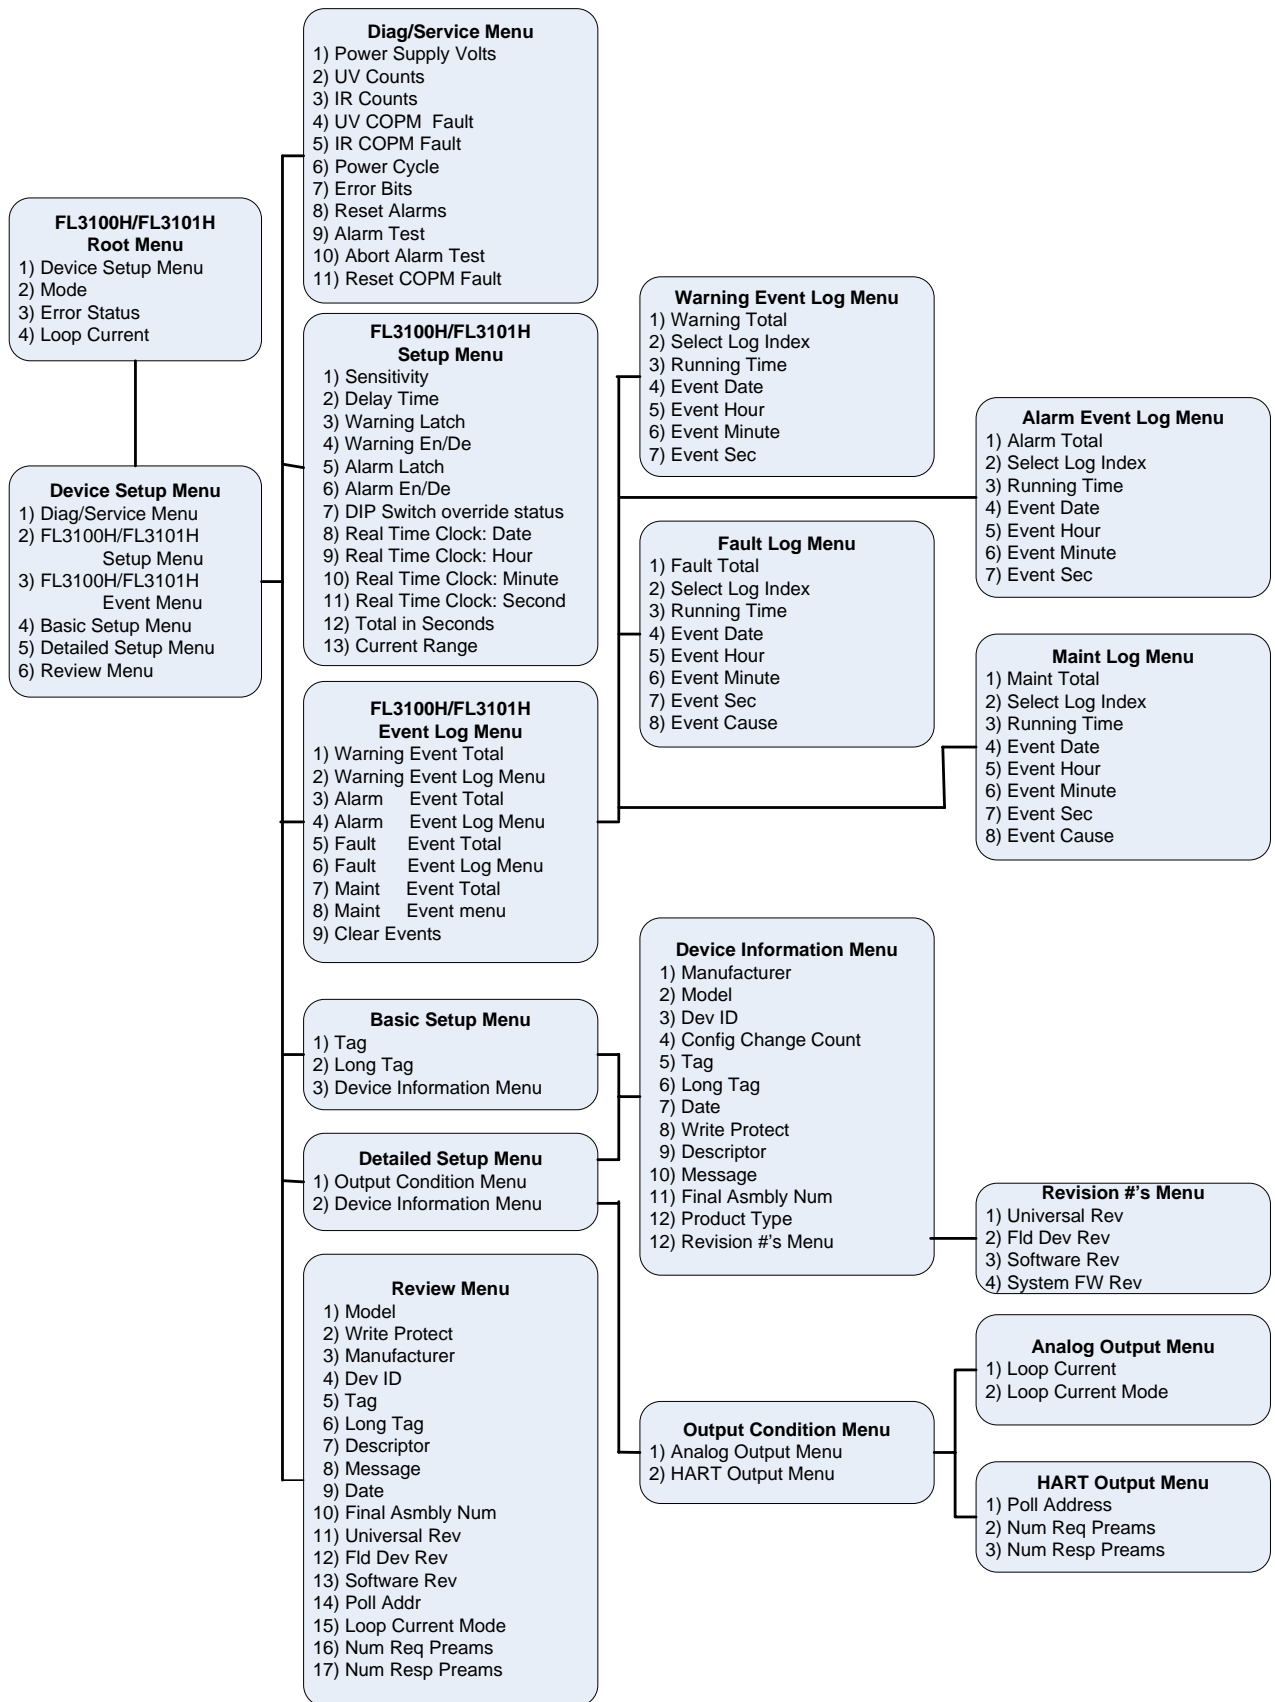 FL3100H/FL3101H
Root Menu
1) Device Setup Menu
2) Mode
3) Error Status
4) Loop Current
Device Setup Menu
1) Diag/Service Menu
2) FL3100H/FL3101H
Setup Menu
3) FL3100H/FL3101H
Event Menu
4) Basic Setup Menu
5) Detailed Setup Menu
6) Review Menu
Diag/Service Menu
1) Power Supply Volts
2) UV Counts
3) IR Counts
4) UV COPM Fault
5) IR COPM Fault
6) Power Cycle
7) Error Bits
8) Reset Alarms
9) Alarm Test
10) Abort Alarm Test
11) Reset COPM Fault
FL3100H/FL3101H
Setup Menu
1) Sensitivity
2) Delay Time
3) Warning Latch
4) Warning En/De
5) Alarm Latch
6) Alarm En/De
7) DIP Switch override status
8) Real Time Clock: Date
9) Real Time Clock: Hour
10) Real Time Clock: Minute
11) Real Time Clock: Second
12) Total in Seconds
13) Current Range
FL3100H/FL3101H
Event Log Menu
1) Warning Event Total
2) Warning Event Log Menu
3) Alarm Event Total
4) Alarm Event Log Menu
5) Fault Event Total
6) Fault Event Log Menu
7) Maint Event Total
8) Maint Event menu
9) Clear Events
Basic Setup Menu
1) Tag
2) Long Tag
3) Device Information Menu
Detailed Setup Menu
1) Output Condition Menu
2) Device Information Menu
Review Menu
1) Model
2) Write Protect
3) Manufacturer
4) Dev ID
5) Tag
6) Long Tag
7) Descriptor
8) Message
9) Date
10) Final Asmbly Num
11) Universal Rev
12) Fld Dev Rev
13) Software Rev
14) Poll Addr
15) Loop Current Mode
16) Num Req Preams
17) Num Resp Preams
Warning Event Log Menu
1) Warning Total
2) Select Log Index
3) Running Time
4) Event Date
5) Event Hour
6) Event Minute
7) Event Sec
Fault Log Menu
1) Fault Total
2) Select Log Index
3) Running Time
4) Event Date
5) Event Hour
6) Event Minute
7) Event Sec
8) Event Cause
Device Information Menu
1) Manufacturer
2) Model
3) Dev ID
4) Config Change Count
5) Tag
6) Long Tag
7) Date
8) Write Protect
9) Descriptor
10) Message
11) Final Asmbly Num
12) Product Type
12) Revision #'s Menu
Output Condition Menu
1) Analog Output Menu
2) HART Output Menu
Alarm Event Log Menu
1) Alarm Total
2) Select Log Index
3) Running Time
4) Event Date
5) Event Hour
6) Event Minute
7) Event Sec
Maint Log Menu
1) Maint Total
2) Select Log Index
3) Running Time
4) Event Date
5) Event Hour
6) Event Minute
7) Event Sec
8) Event Cause
Revision #'s Menu
1) Universal Rev
2) Fld Dev Rev
3) Software Rev
4) System FW Rev
Analog Output Menu
1) Loop Current
2) Loop Current Mode
HART Output Menu
1) Poll Address
2) Num Req Preams
3) Num Resp Preams